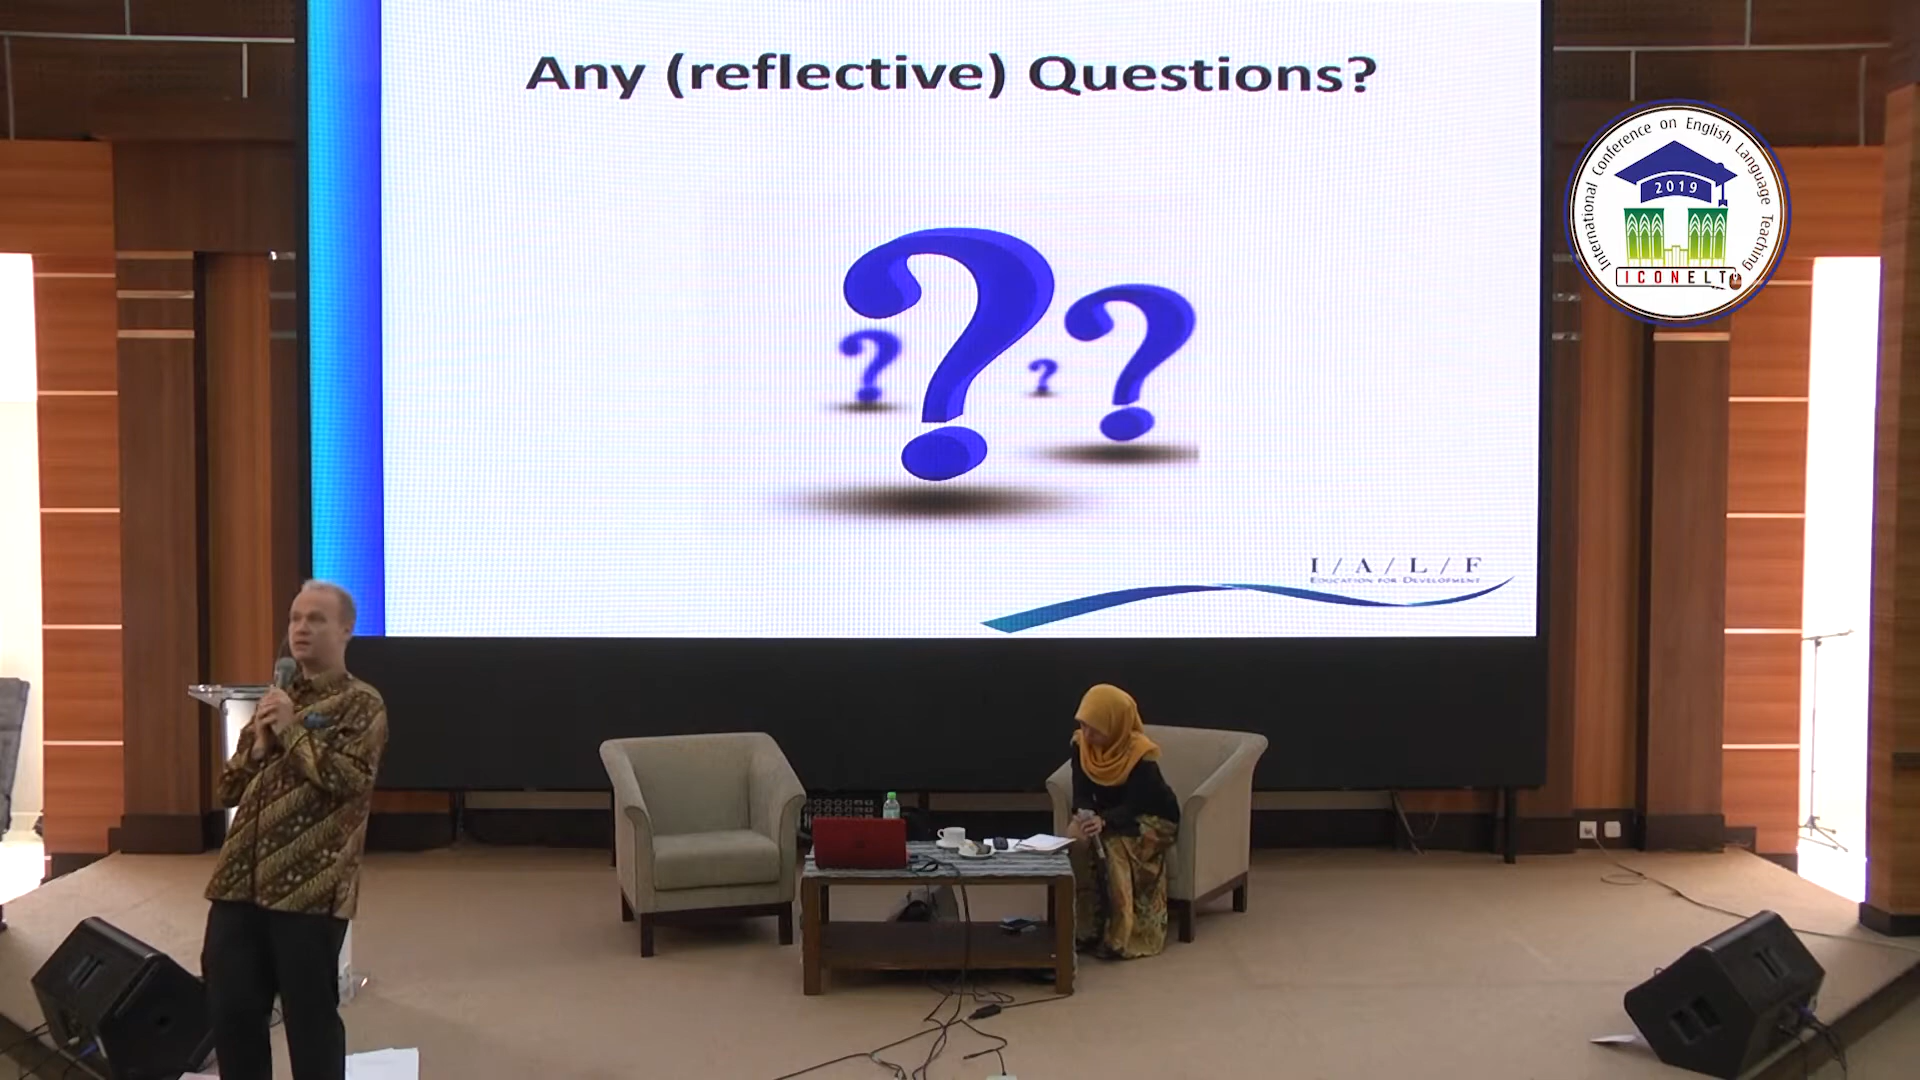 Any (reflective) Questions?
International Conference on English Language Teaching
2019
ICONELT
I / A / L / F
EDUCATION FOR DEVELOPMENT